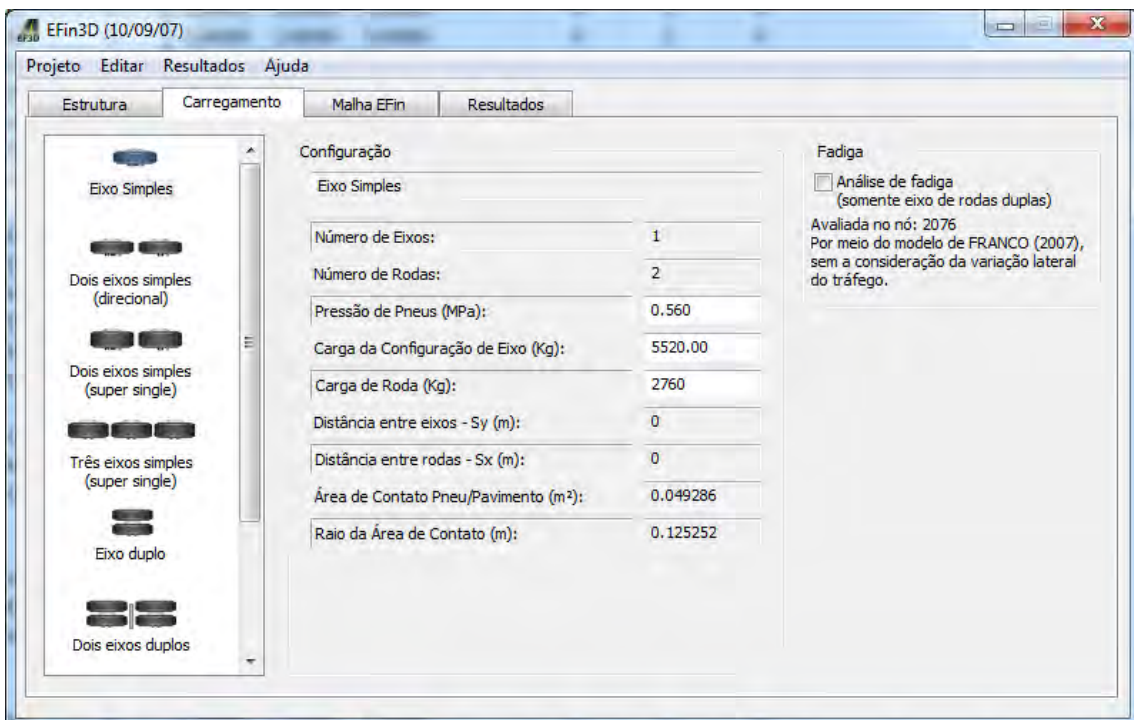 EFin3D (10/09/07)
Projeto Editar Resultados Ajuda
Estrutura Carregamento Malha EFin Resultados
Eixo Simples
Dois eixos simples
(direcional)
Dois eixos simples
(super single)
Três eixos simples
(super single)
Eixo duplo
Dois eixos duplos
Configuração
Eixo Simples
Número de Eixos: 1
Número de Rodas: 2
Pressão de Pneus (MPa): 0.560
Carga da Configuração de Eixo (Kg): 5520.00
Carga de Roda (Kg): 2760
Distância entre eixos - Sy (m): 0
Distância entre rodas - Sx (m): 0
Área de Contato Pneu/Pavimento (m²): 0.049286
Raio da Área de Contato (m): 0.125252
Fadiga
Análise de fadiga
(somente eixo de rodas duplas)
Avaliada no nó: 2076
Por meio do modelo de FRANCO (2007),
sem a consideração da variação lateral
do tráfego.